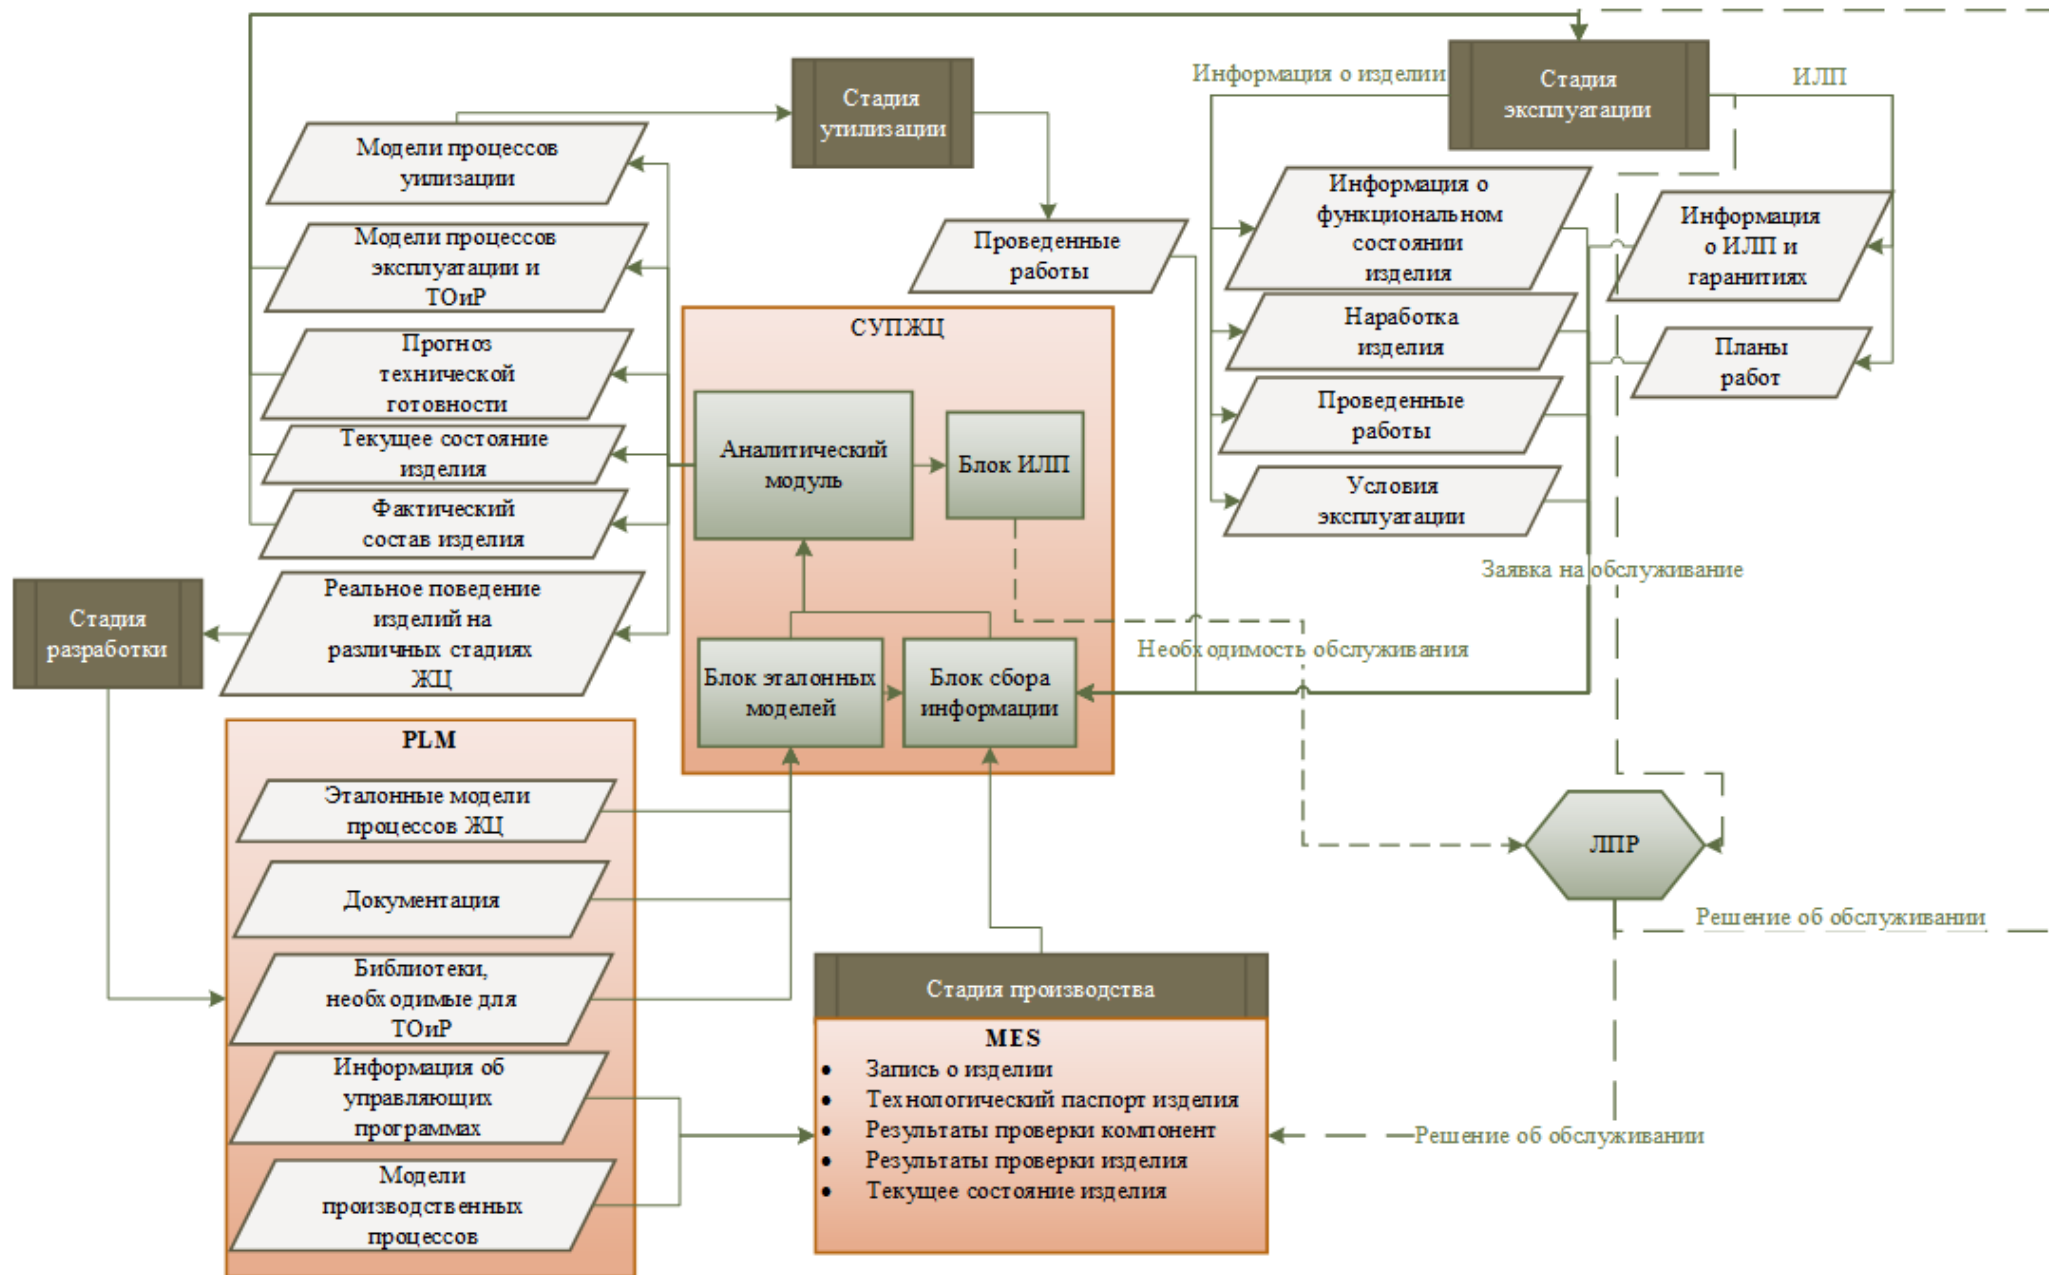 Информация о изделии
Стадия
эксплуатации
ИЛП
Стадия
утилизации
Модели процессов
уилизации
Модели процессов
эксплуатации и
ТОиР
Прогноз
технической
готовности
Текущее состояние
изделия
Фактический
состав изделия
Реальное поведение
изделий на
различных стадиях
ЖЦ
Стадия
разработки
Проведенные
работы
Информация о
функциональном
состоянии
изделия
Наработка
изделия
Проведенные
работы
Условия
эксплуатации
Информация
о ИЛП и
гаранитиях
Планы
работ
Заявка на обслуживание
СУПЖЦ
Аналитический
модуль
Блок ИЛП
Блок эталонных
моделей
Блок сбора
информации
Необходимость обслуживания
PLM
Эталонные модели
процессов ЖЦ
Документация
Библиотеки,
необходимые для
ТОиР
Информация об
управляющих
программах
Модели
производственных
процессов
ЛПР
Решение об обслуживании
Стадия производства
MES
• Запись о изделии
• Технологический паспорт изделия
• Результаты проверки компонент
• Результаты проверки изделия
• Текущее состояние изделия
Решение об обслуживании